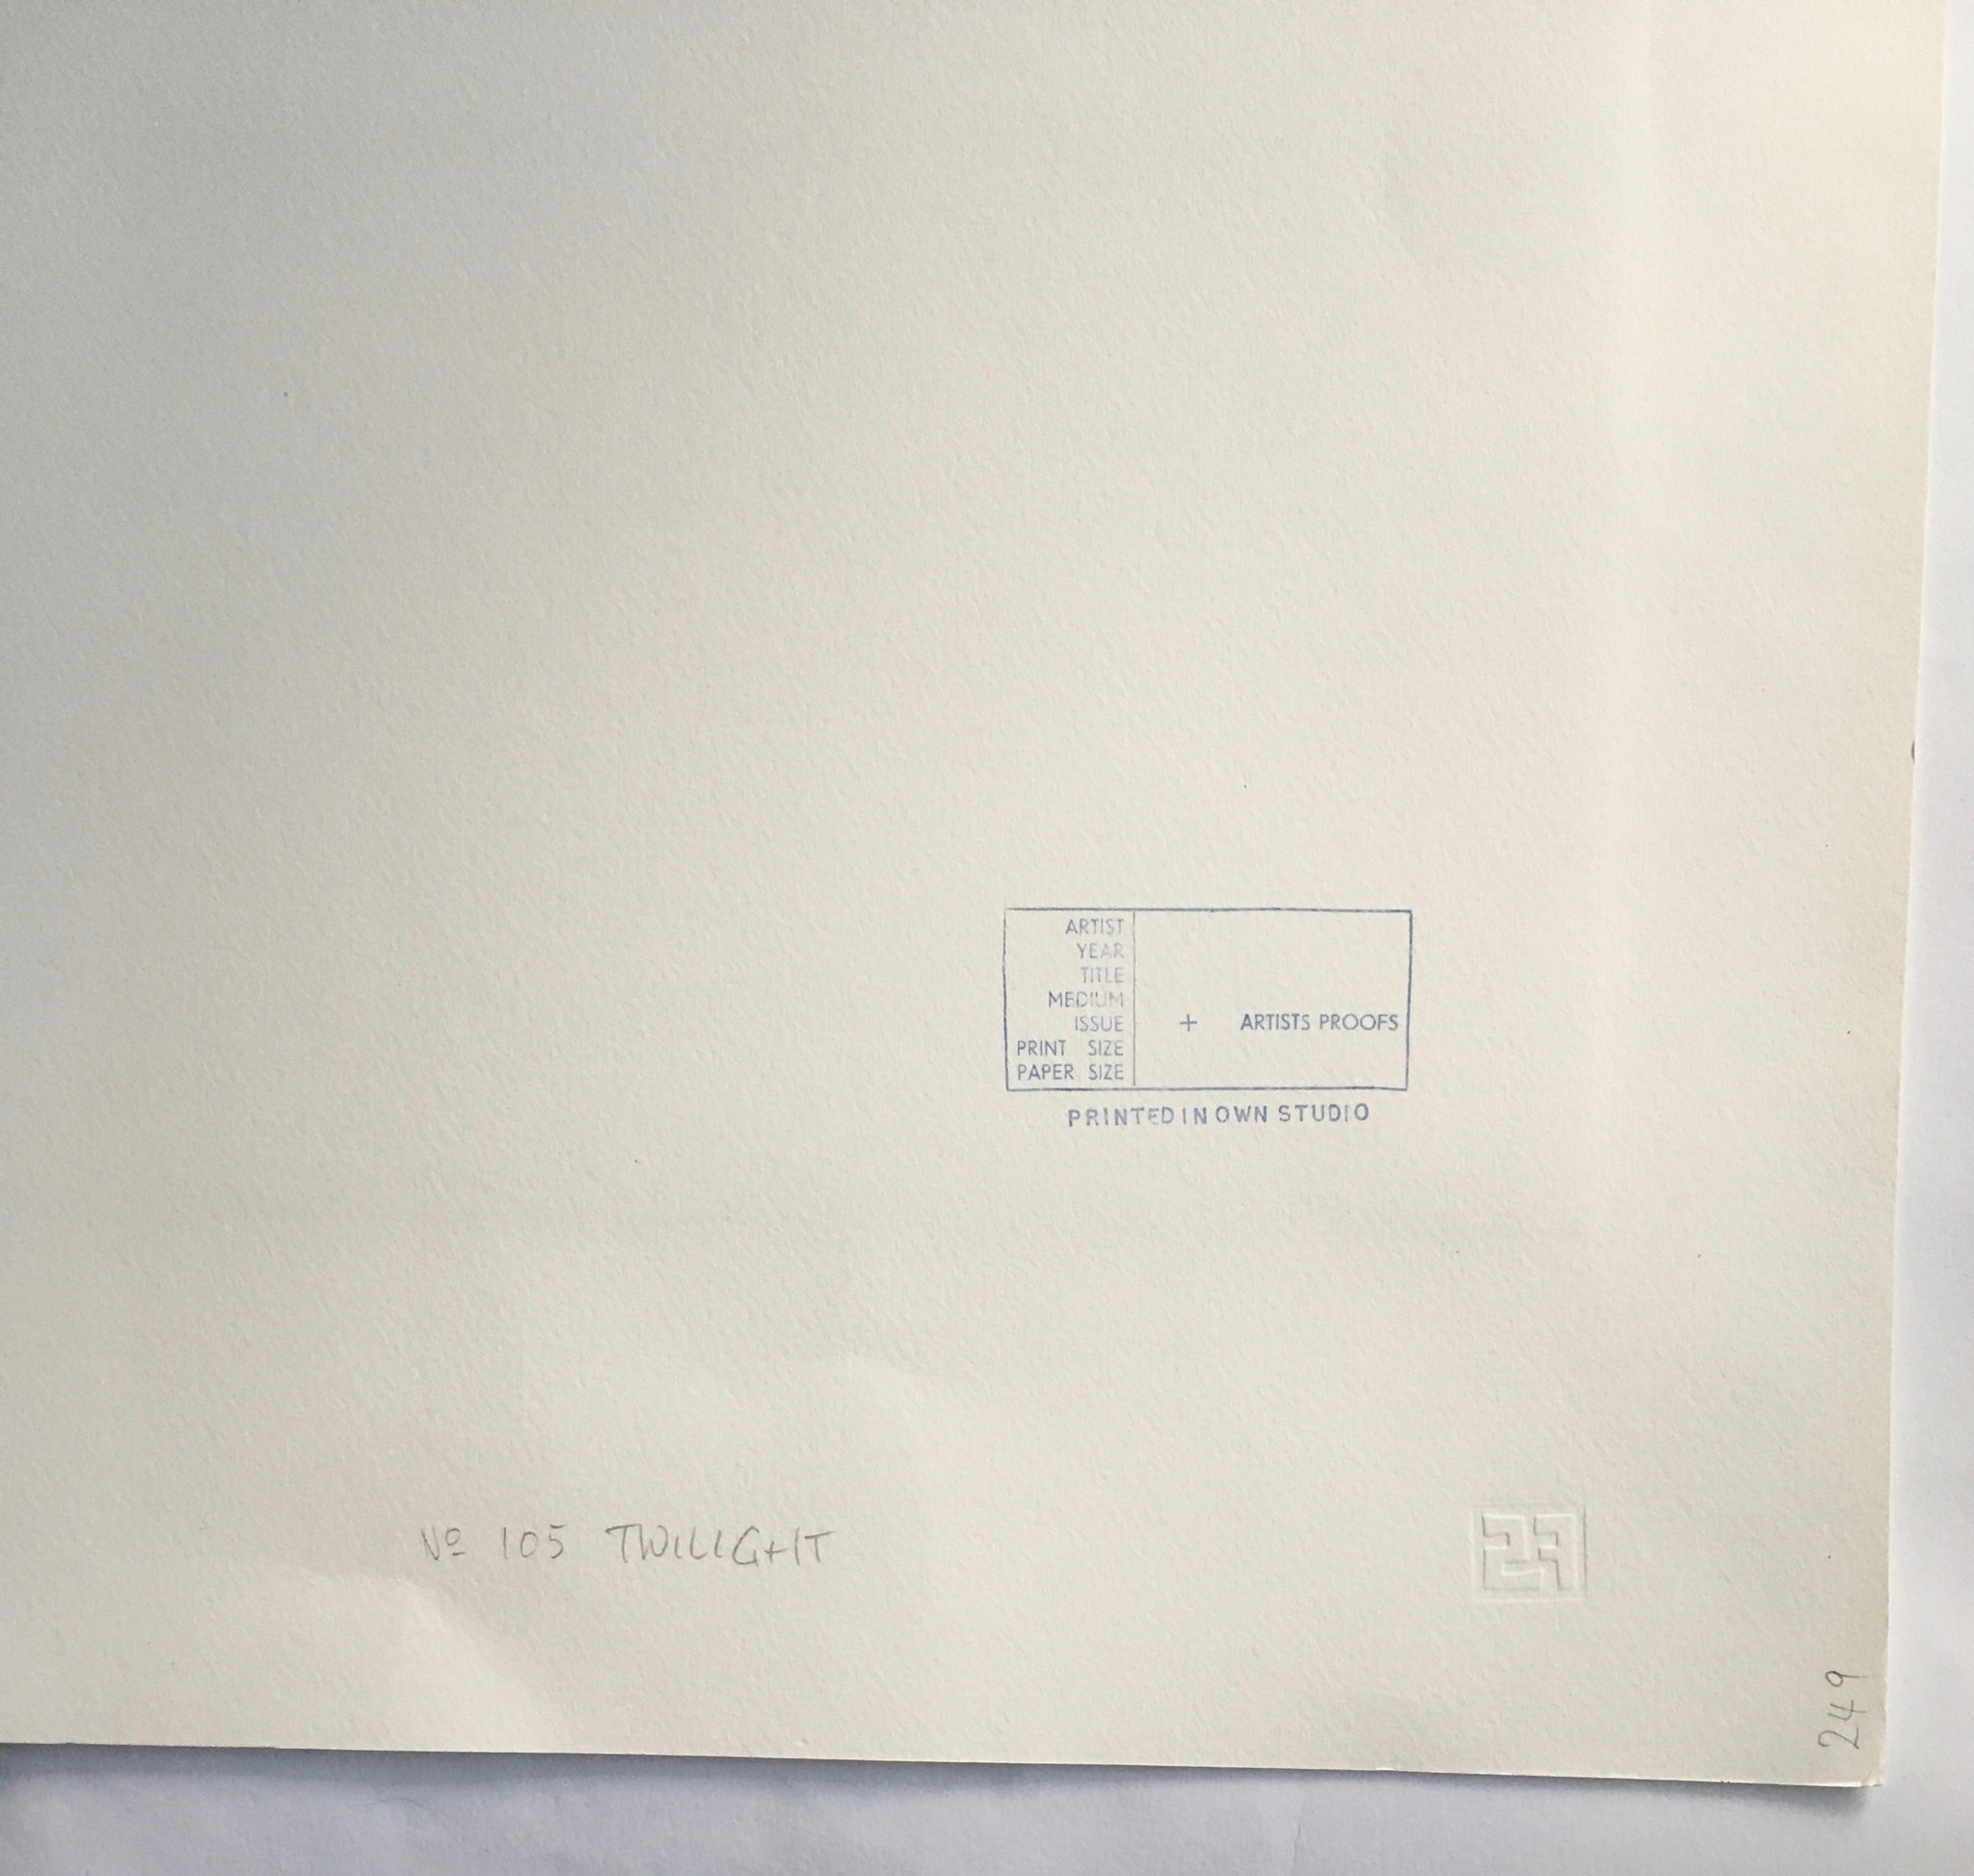 ARTIST
YEAR
TITLE
MEDIUM
ISSUE + ARTISTS PROOFS
PRINT SIZE
PAPER SIZE
PRINTED IN OWN STUDIO
Nº 105 TWILIGHT
249